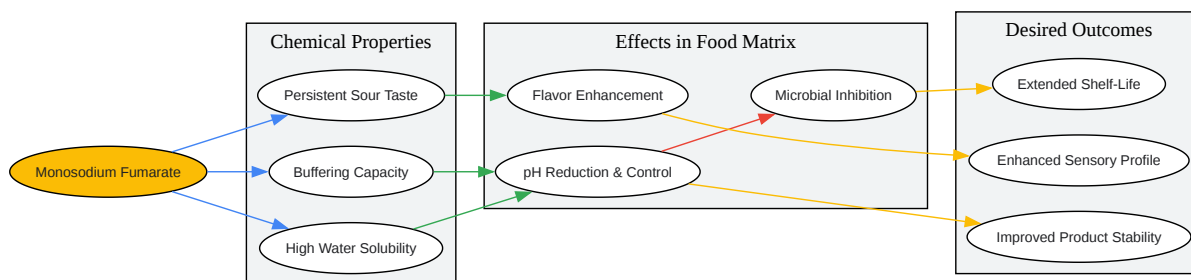 Chemical Properties
Effects in Food Matrix
Desired Outcomes
Persistent Sour Taste
Flavor Enhancement
Microbial Inhibition
Extended Shelf-Life
Monosodium Fumarate
Buffering Capacity
pH Reduction & Control
Enhanced Sensory Profile
High Water Solubility
Improved Product Stability